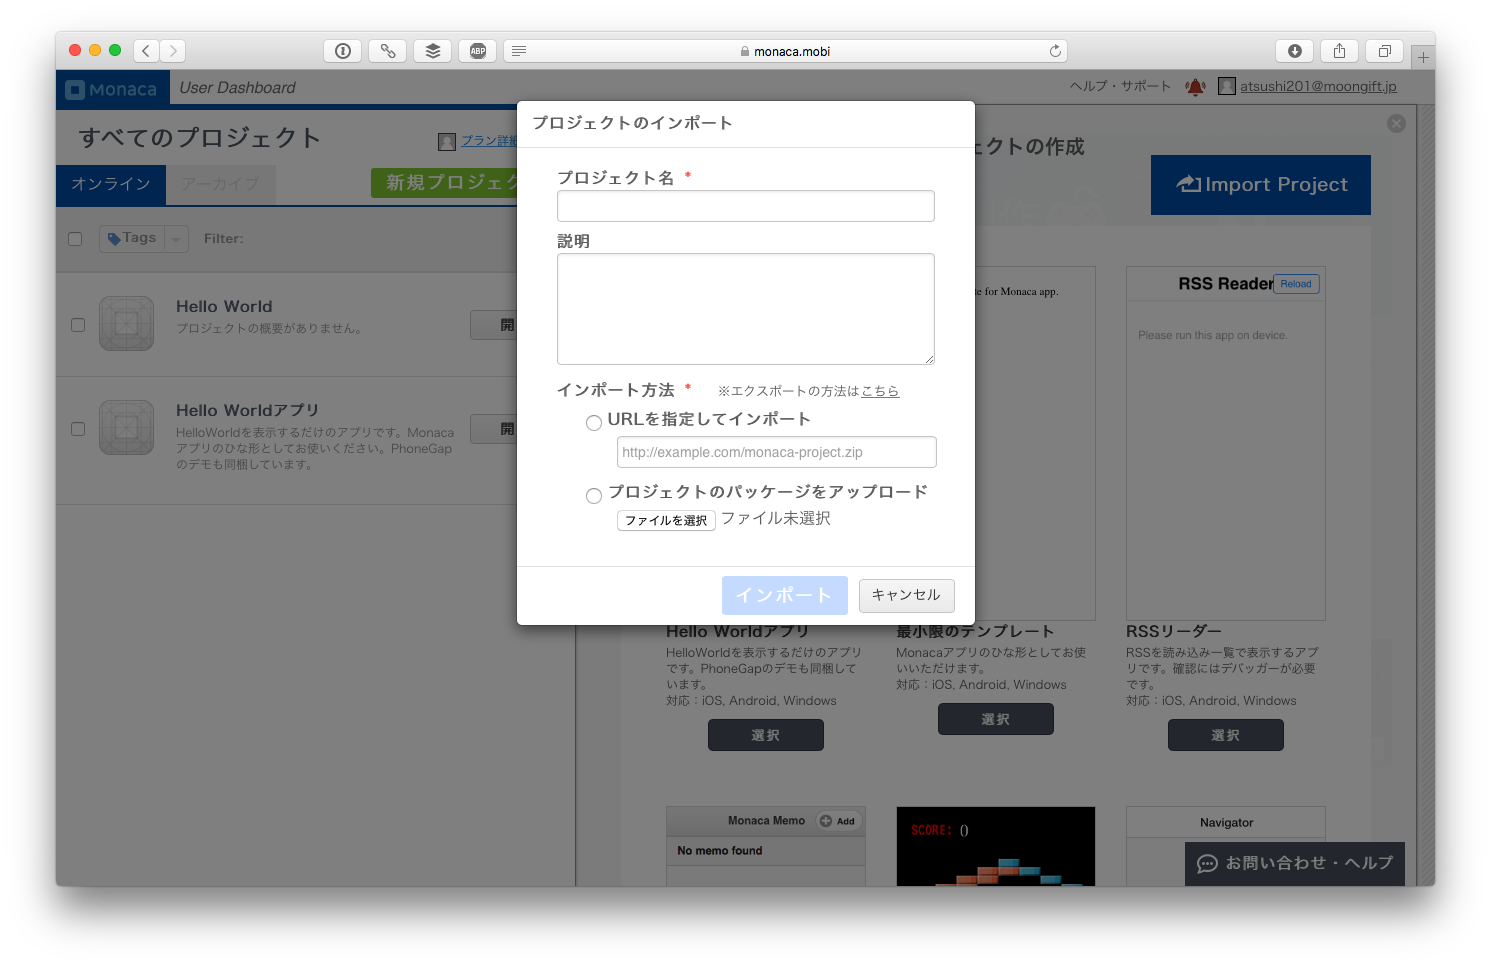 monaca.mobi
ABP
Monaca
User Dashboard
ヘルプ・サポート
atsushi201@moongift.jp
すべてのプロジェクト
プラン詳細
オンライン
アーカイブ
新規プロジェク
Tags
Filter:
Hello World
プロジェクトの概要がありません。
開
Hello Worldアプリ
HelloWorldを表示するだけのアプリです。Monaca
アプリのひな形としてお使いください。PhoneGap
のデモも同梱しています。
開
プロジェクトのインポート
プロジェクト名 *
説明
インポート方法 * ※エクスポートの方法はこちら
URLを指定してインポート
http://example.com/monaca-project.zip
プロジェクトのパッケージをアップロード
ファイルを選択 ファイル未選択
インポート
キャンセル
ェクトの作成
Import Project
te for Monaca app.
RSS Reader
Reload
Please run this app on device.
Hello Worldアプリ
HelloWorldを表示するだけのアプリ
です。PhoneGapのデモも同梱して
います。
対応：iOS, Android, Windows
選択
最小限のテンプレート
Monacaアプリのひな形としてお使
いいただけます。
対応：iOS, Android, Windows
選択
RSSリーダー
RSSを読み込み一覧で表示するアプ
リです。確認にはデバッガーが必要
です。
対応：iOS, Android, Windows
選択
Monaca Memo
Add
No memo found
SCORE: ()
Navigator
お問い合わせ・ヘルプ